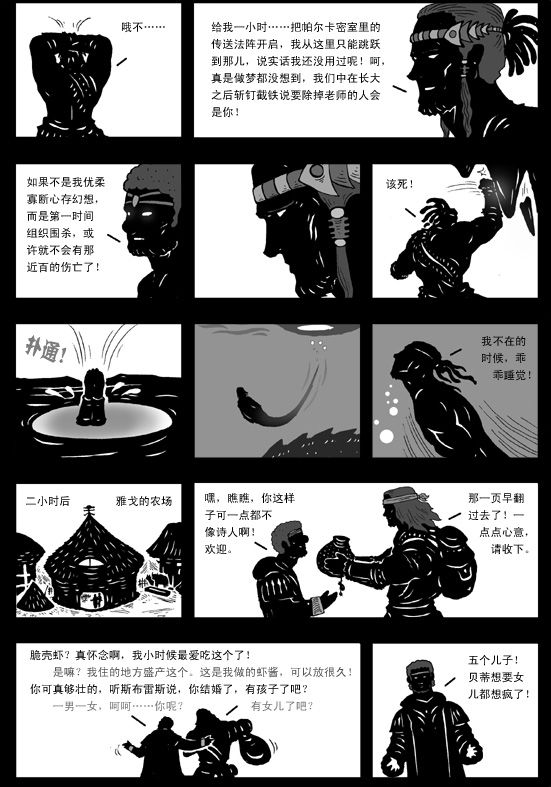 哦不……
给我一小时……把帕尔卡密室里的
传送法阵开启，我从这里只能跳跃
到那儿，说实话我还没用过呢！呵，
真是做梦都没想到，我们中在长大
之后斩钉截铁说要除掉老师的人会
是你！
如果不是我优柔
寡断心存幻想，
而是第一时间
组织围杀，或
许就不会有那
近百的伤亡了！
该死！
扑通！
我不在的
时候，乖
乖睡觉！
二小时后 雅戈的农场
嘿，瞧瞧，你这样
子可一点都不
像诗人啊！
欢迎。
那一页早翻
过去了！一
点点心意，
请收下。
脆壳虾？真怀念啊，我小时候最爱吃这个了！
是嘛？我住的地方盛产这个。这是我做的虾酱，可以放很久！
你可真够壮的，听斯布雷斯说，你结婚了，有孩子了吧？
一男一女，呵呵……你呢？ 有女儿了吧？
五个儿子！
贝蒂想要女
儿都想疯了！